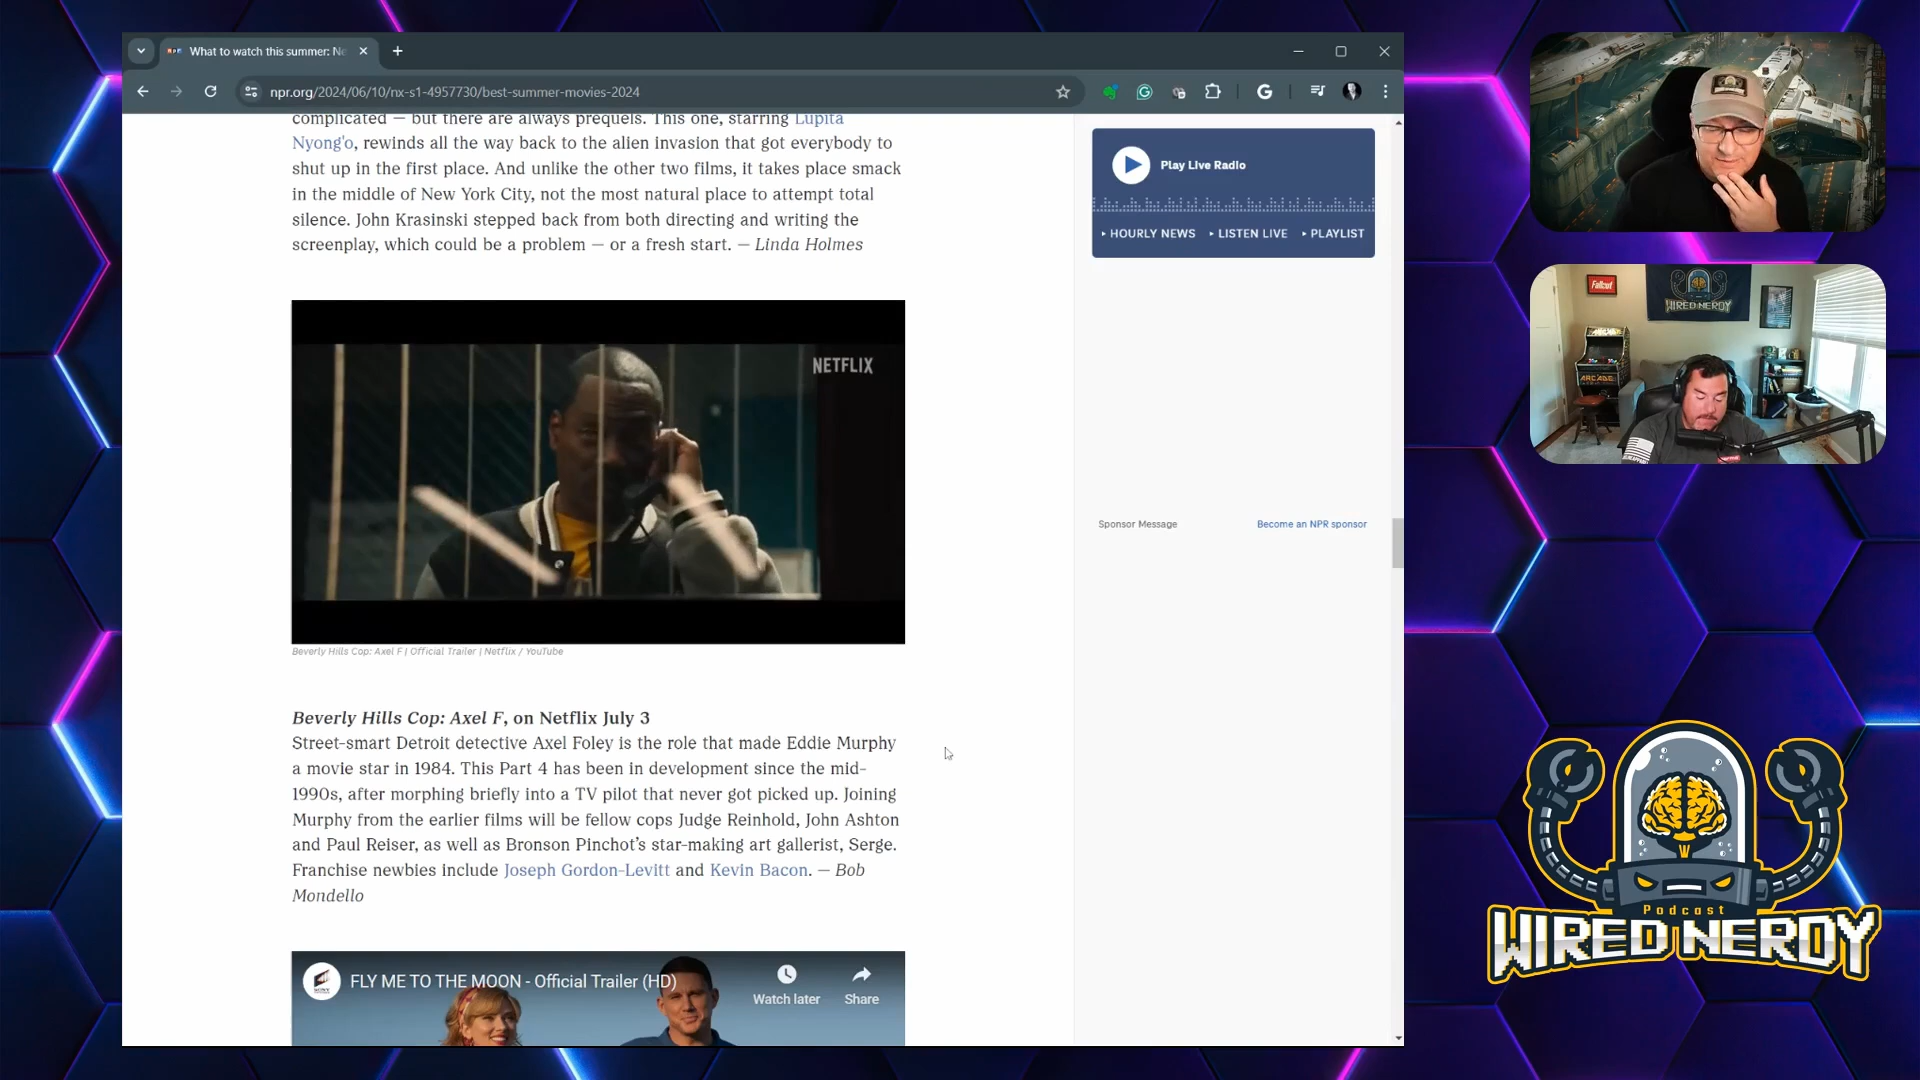 What to watch this summer: Ne
npr.org/2024/06/10/nx-s1-4957730/best-summer-movies-2024
complicated — but there are always prequels. This one, starring Lupita
Nyong'o, rewinds all the way back to the alien invasion that got everybody to
shut up in the first place. And unlike the other two films, it takes place smack
in the middle of New York City, not the most natural place to attempt total
silence. John Krasinski stepped back from both directing and writing the
screenplay, which could be a problem — or a fresh start. — Linda Holmes
NETFLIX
Beverly Hills Cop: Axel F | Official Trailer | Netflix / YouTube
Beverly Hills Cop: Axel F, on Netflix July 3
Street-smart Detroit detective Axel Foley is the role that made Eddie Murphy
a movie star in 1984. This Part 4 has been in development since the mid-
1990s, after morphing briefly into a TV pilot that never got picked up. Joining
Murphy from the earlier films will be fellow cops Judge Reinhold, John Ashton
and Paul Reiser, as well as Bronson Pinchot's star-making art gallerist, Serge.
Franchise newbies include Joseph Gordon-Levitt and Kevin Bacon. — Bob
Mondello
FLY ME TO THE MOON - Official Trailer (HD)
Watch later
Share
Play Live Radio
HOURLY NEWS
LISTEN LIVE
PLAYLIST
Sponsor Message
Become an NPR sponsor
Fallout
WIRED NERDY
ARCADE
Podcast
WIRED NERDY